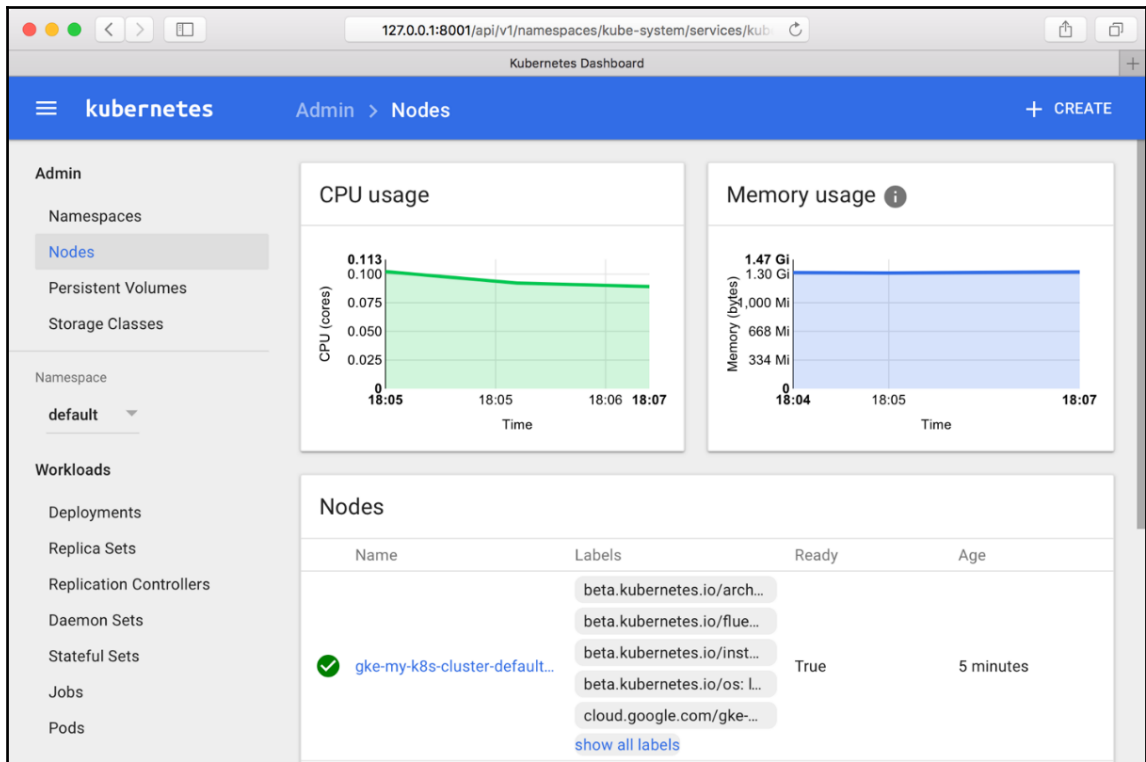 127.0.0.1:8001/api/v1/namespaces/kube-system/services/kub
Kubernetes Dashboard
kubernetes
Admin > Nodes
+ CREATE
Admin
Namespaces
Nodes
Persistent Volumes
Storage Classes
Namespace
default
Workloads
Deployments
Replica Sets
Replication Controllers
Daemon Sets
Stateful Sets
Jobs
Pods
CPU usage
CPU (cores)
0.113
0.100
0.075
0.050
0.025
0
18:05 18:05 18:06 18:07
Time
Memory usage
Memory (bytes)
1.47 Gi
1.30 Gi
1,000 Mi
668 Mi
334 Mi
0
18:04 18:05 18:07
Time
Nodes
Name Labels Ready Age
beta.kubernetes.io/arch...
beta.kubernetes.io/flue...
beta.kubernetes.io/inst...
gke-my-k8s-cluster-default... True 5 minutes
beta.kubernetes.io/os: l...
cloud.google.com/gke-...
show all labels